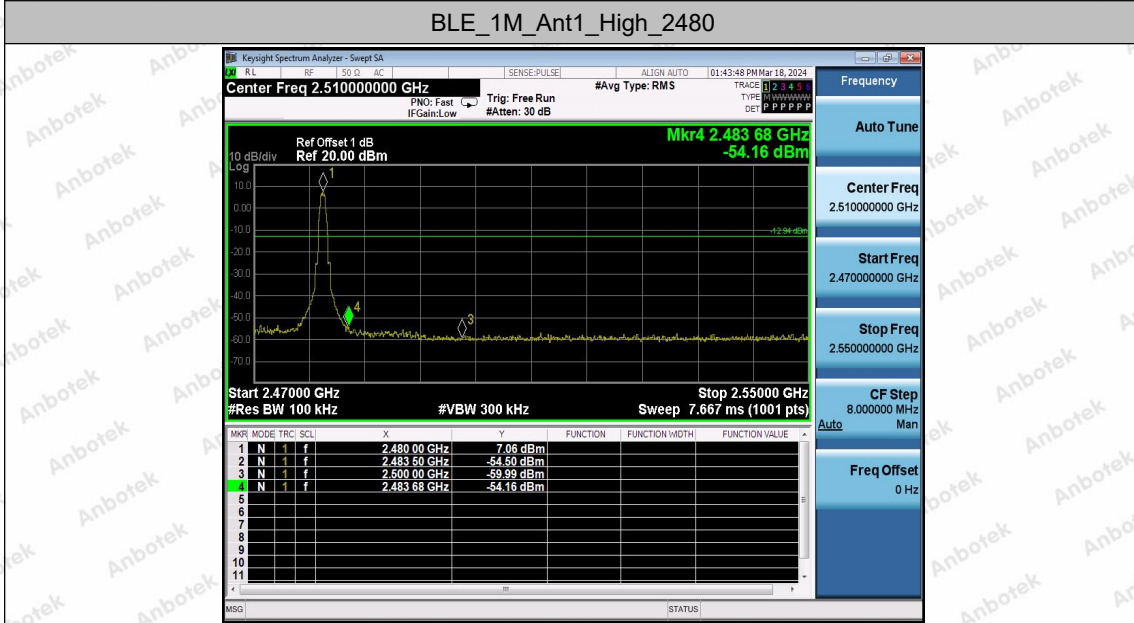 BLE_1M_Ant1_High_2480
Keysight Spectrum Analyzer - Swept SA
LXI RL RF 50 Ω AC SENSE:PULSE ALIGN AUTO 01:43:48 PM Mar 18, 2024
Center Freq 2.510000000 GHz
#Avg Type: RMS
TRACE 1 2 3 4 5 6
PNO: Fast Trig: Free Run
TYPE M WWWWW
IFGain:Low #Atten: 30 dB
DET P P P P P P
Mkr4 2.483 68 GHz
-54.16 dBm
Ref Offset 1 dB
10 dB/div Ref 20.00 dBm
Log
1
10.0
0.00
-10.0
-12.94 dBm
-20.0
-30.0
-40.0
4
-50.0
3
-60.0
-70.0
Start 2.47000 GHz Stop 2.55000 GHz
#Res BW 100 kHz #VBW 300 kHz Sweep 7.667 ms (1001 pts)
MKR MODE TRC SCL X Y FUNCTION FUNCTION WIDTH FUNCTION VALUE
1 N 1 f 2.480 00 GHz 7.06 dBm
2 N 1 f 2.483 50 GHz -54.50 dBm
3 N 1 f 2.500 00 GHz -59.99 dBm
4 N 1 f 2.483 68 GHz -54.16 dBm
5
6
7
8
9
10
11
MSG STATUS
Frequency
Auto Tune
Center Freq
2.510000000 GHz
Start Freq
2.470000000 GHz
Stop Freq
2.550000000 GHz
CF Step
8.000000 MHz
Auto Man
Freq Offset
0 Hz
Anbotek